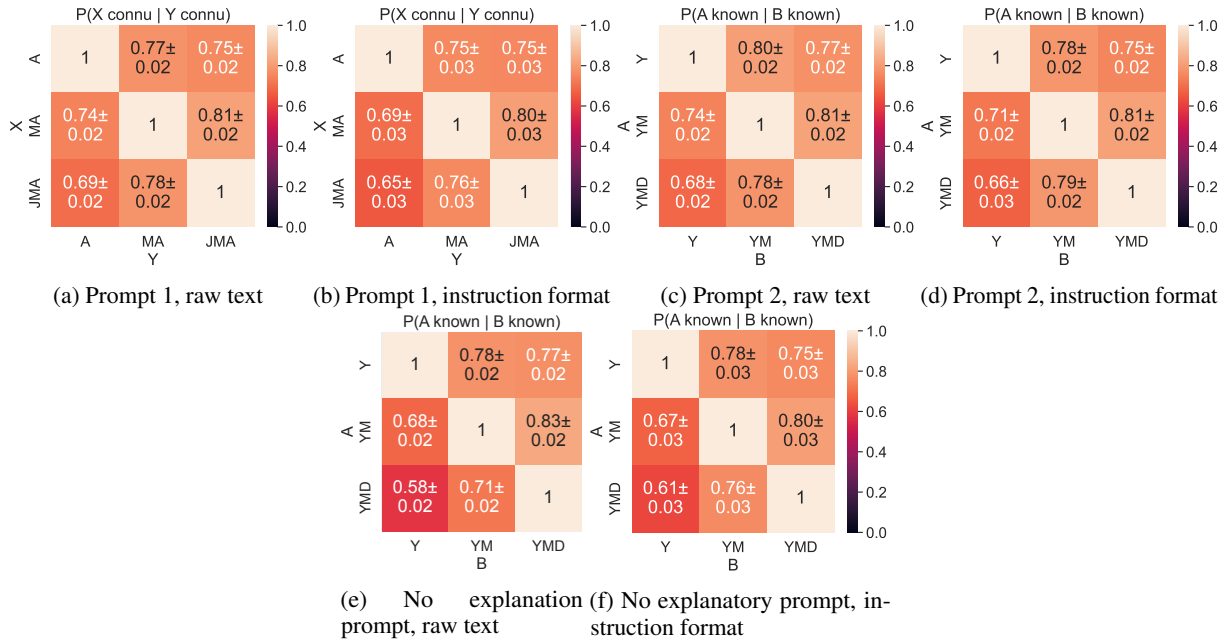 P(X connu | Y connu)
A
1
0.77±
0.02
0.75±
0.02
X
MA
0.74±
0.02
1
0.81±
0.02
JMA
0.69±
0.02
0.78±
0.02
1
A
MA
JMA
Y
1.0
0.8
0.6
0.4
0.2
0.0
(a) Prompt 1, raw text
P(X connu | Y connu)
A
1
0.75±
0.03
0.75±
0.03
X
MA
0.69±
0.03
1
0.80±
0.03
JMA
0.65±
0.03
0.76±
0.03
1
A
MA
JMA
Y
1.0
0.8
0.6
0.4
0.2
0.0
(b) Prompt 1, instruction format
P(A known | B known)
Y
1
0.80±
0.02
0.77±
0.02
A
YM
0.74±
0.02
1
0.81±
0.02
YMD
0.68±
0.02
0.78±
0.02
1
Y
YM
YMD
B
1.0
0.8
0.6
0.4
0.2
0.0
(c) Prompt 2, raw text
P(A known | B known)
Y
1
0.78±
0.02
0.75±
0.02
A
YM
0.71±
0.02
1
0.81±
0.02
YMD
0.66±
0.03
0.79±
0.02
1
Y
YM
YMD
B
1.0
0.8
0.6
0.4
0.2
0.0
(d) Prompt 2, instruction format
P(A known | B known)
Y
1
0.78±
0.02
0.77±
0.02
A
YM
0.68±
0.02
1
0.83±
0.02
YMD
0.58±
0.02
0.71±
0.02
1
Y
YM
YMD
B
(e) No explanation
prompt, raw text
P(A known | B known)
Y
1
0.78±
0.03
0.75±
0.03
A
YM
0.67±
0.03
1
0.80±
0.03
YMD
0.61±
0.03
0.76±
0.03
1
Y
YM
YMD
B
1.0
0.8
0.6
0.4
0.2
0.0
(f) No explanatory prompt, in-
struction format